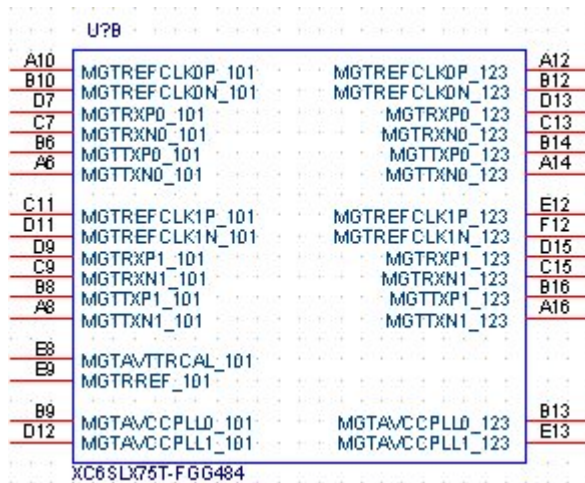 U?B
A10 MGTREFCLK0P_101 MGTREFCLK0P_123 A12
B10 MGTREFCLK0N_101 MGTREFCLK0N_123 B12
D7 MGTRXP0_101 MGTRXP0_123 D13
C7 MGTRXN0_101 MGTRXN0_123 C13
B6 MGTTXP0_101 MGTTXP0_123 B14
A6 MGTTXN0_101 MGTTXN0_123 A14
C11 MGTREFCLK1P_101 MGTREFCLK1P_123 E12
D11 MGTREFCLK1N_101 MGTREFCLK1N_123 F12
D9 MGTRXP1_101 MGTRXP1_123 D15
C9 MGTRXN1_101 MGTRXN1_123 C15
B8 MGTTXP1_101 MGTTXP1_123 B16
A8 MGTTXN1_101 MGTTXN1_123 A16
E8 MGTAVTTRCAL_101
E9 MGTRREF_101
B9 MGTAVCCPLL0_101 MGTAVCCPLL0_123 B13
D12 MGTAVCCPLL1_101 MGTAVCCPLL1_123 E13
XC6SLX75T-FGG484